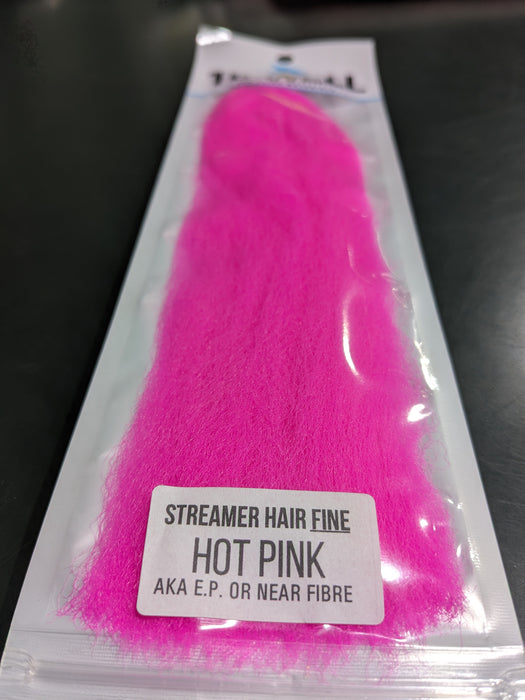 STREAMER HAIR FINE
HOT PINK
AKA E.P. OR NEAR FIBRE